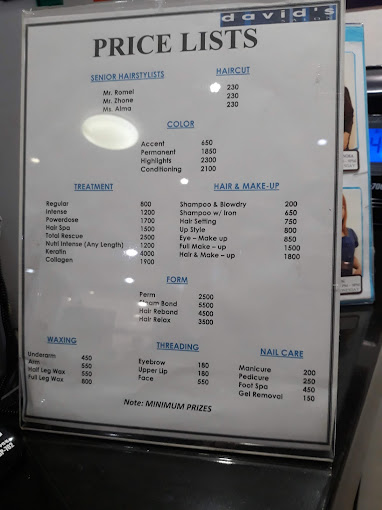 david's
SALON
PRICE LISTS
SENIOR HAIRSTYLISTS HAIRCUT
Mr. Romel 230
Mr. Zhone 230
Ms. Alma 230
COLOR
Accent 650
Permanent 1850
Highlights 2300
Conditioning 2100
TREATMENT
Regular 800
Intense 1200
Powerdose 1700
Hair Spa 1500
Total Rescue 2500
Nutri Intense (Any Length) 1200
Keratin 4000
Collagen 1900
HAIR & MAKE-UP
Shampoo & Blowdry 200
Shampoo w/ Iron 650
Hair Setting 750
Up Style 800
Eye – Make up 850
Full Make – up 1500
Hair & Make – up 1800
FORM
Perm 2500
Steam Bond 5500
Hair Rebond 4500
Hair Relax 3500
WAXING
Underarm 450
Arm 550
Half Leg Wax 550
Full Leg Wax 800
THREADING
Eyebrow 180
Upper Lip 180
Face 550
NAIL CARE
Manicure 200
Pedicure 250
Foot Spa 450
Gel Removal 150
Note: MINIMUM PRIZES